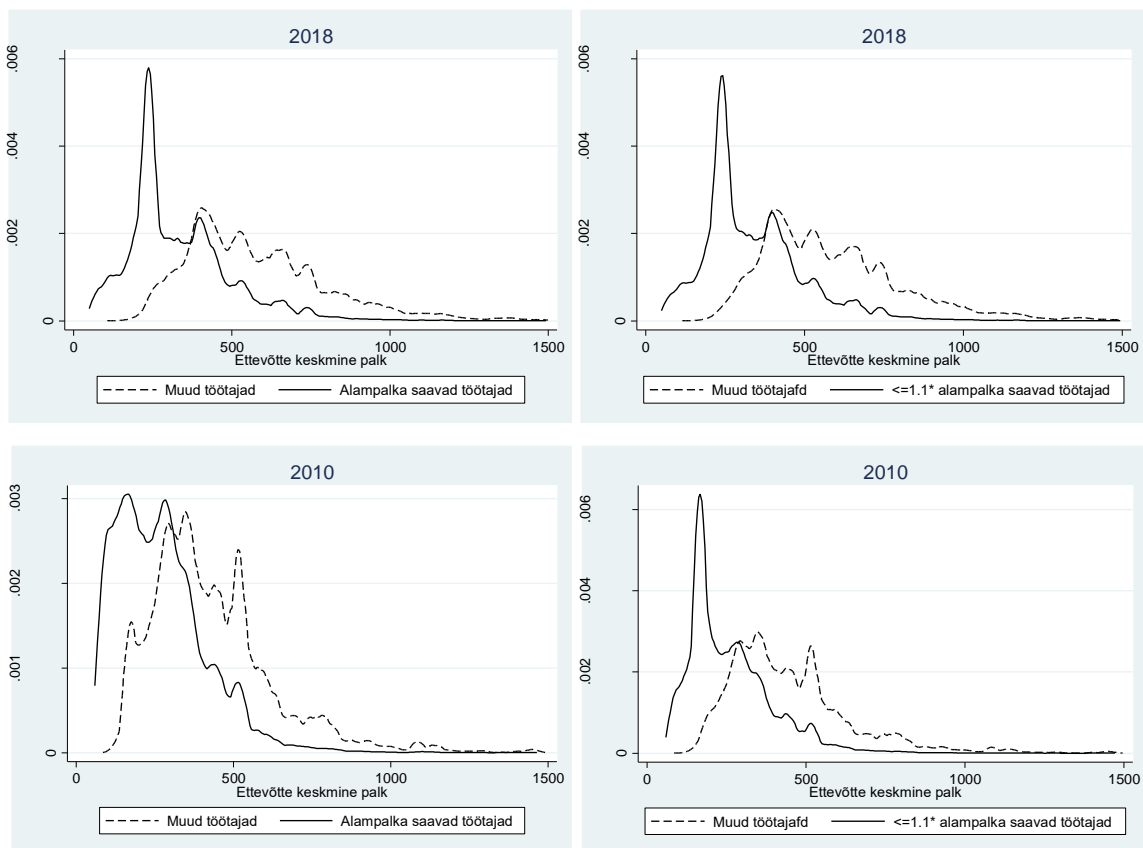 2018
.006
.004
.002
0
0 500 1000 1500
Ettevõtte keskmine palk
Muud töötajad Alampalka saavad töötajad
2018
.006
.004
.002
0
0 500 1000 1500
Ettevõtte keskmine palk
Muud töötajafd <=1.1* alampalka saavad töötajad
2010
.003
.002
.001
0
0 500 1000 1500
Ettevõtte keskmine palk
Muud töötajad Alampalka saavad töötajad
2010
.006
.004
.002
0
0 500 1000 1500
Ettevõtte keskmine palk
Muud töötajafd <=1.1* alampalka saavad töötajad